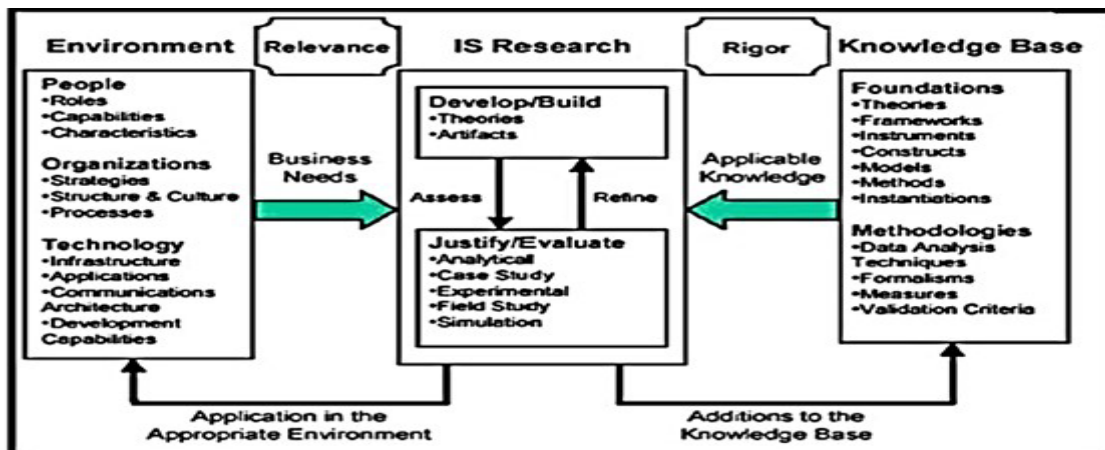 Environment
Relevance
IS Research
Rigor
Knowledge Base
People
•Roles
•Capabilities
•Characteristics
Organizations
•Strategies
•Structure & Culture
•Processes
Technology
•Infrastructure
•Applications
•Communications
Architecture
•Development
Capabilities
Business
Needs
Develop/Build
•Theories
•Artifacts
Assess
Refine
Justify/Evaluate
•Analyticall
•Case Study
•Experimental
•Field Study
•Simulation
Applicable
Knowledge
Foundations
•Theories
•Frameworks
•Instruments
•Constructs
•Models
•Methods
•Instantiations
Methodologies
•Data Analysis
Techniques
•Formalisms
•Measures
•Validation Criteria
Application in the
Appropriate Environment
Additions to the
Knowledge Base